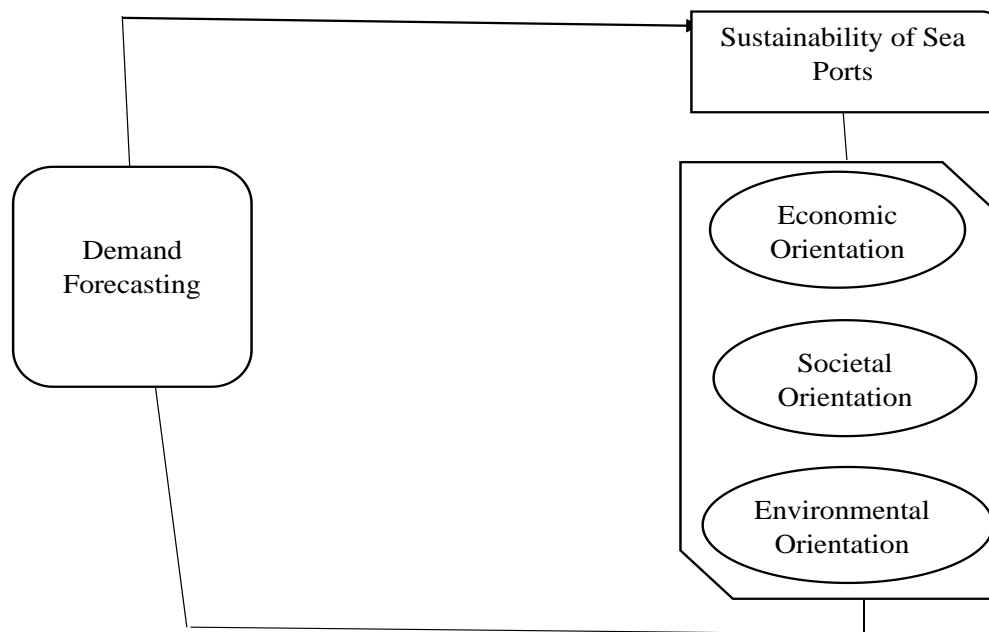 Sustainability of Sea
Ports
Demand
Forecasting
Economic
Orientation
Societal
Orientation
Environmental
Orientation